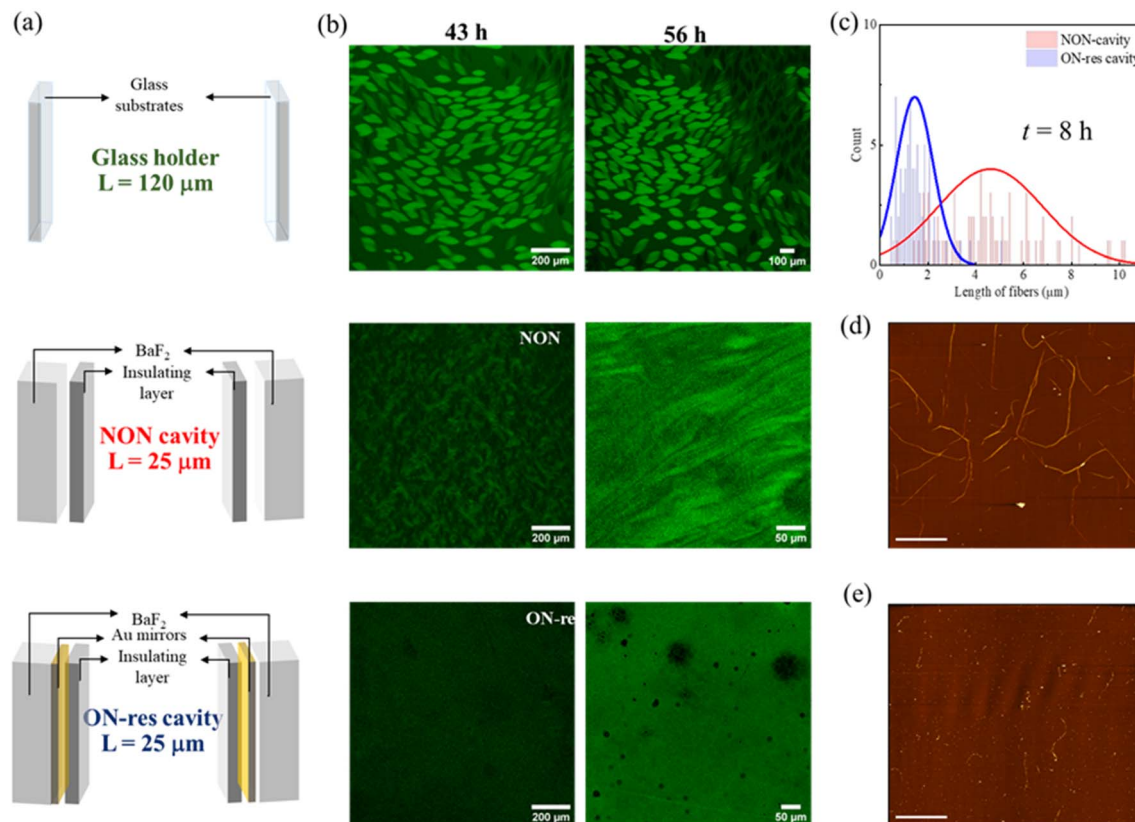 (a)
Glass
substrates
Glass holder
L = 120 μm
BaF2
Insulating
layer
NON cavity
L = 25 μm
BaF2
Au mirrors
Insulating
layer
ON-res cavity
L = 25 μm
(b)
43 h
56 h
200 μm
100 μm
NON
200 μm
50 μm
ON-re
200 μm
50 μm
(c)
10
5
0
0
2
4
6
8
10
Count
Length of fibers (μm)
NON-cavity
ON-res cavity
t = 8 h
(d)
(e)